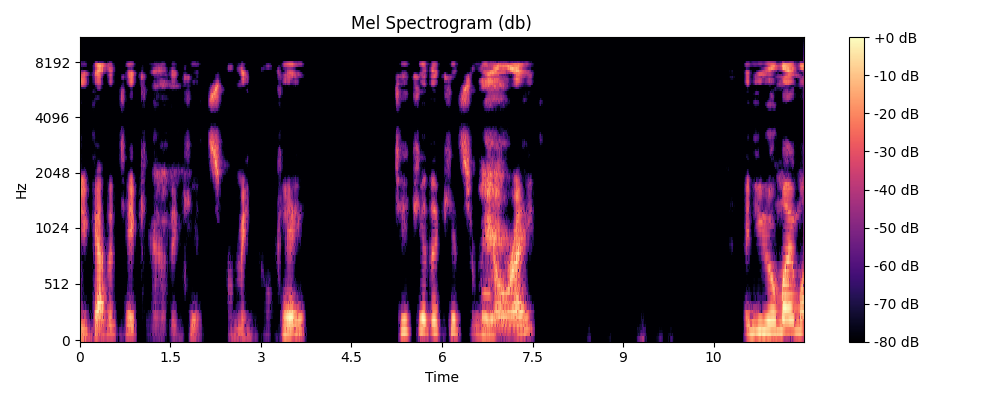 Mel Spectrogram (db)
Hz
8192
4096
2048
1024
512
0
0 1.5 3 4.5 6 7.5 9 10
Time
+0 dB
-10 dB
-20 dB
-30 dB
-40 dB
-50 dB
-60 dB
-70 dB
-80 dB